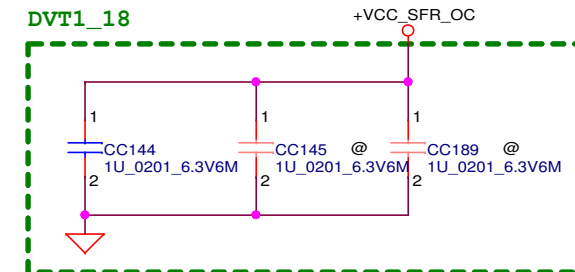 DVT1_18
+VCC_SFR_OC
1 1 1
CC144 CC145 @ CC189 @
1U_0201_6.3V6M 1U_0201_6.3V6M 1U_0201_6.3V6M
2 2 2